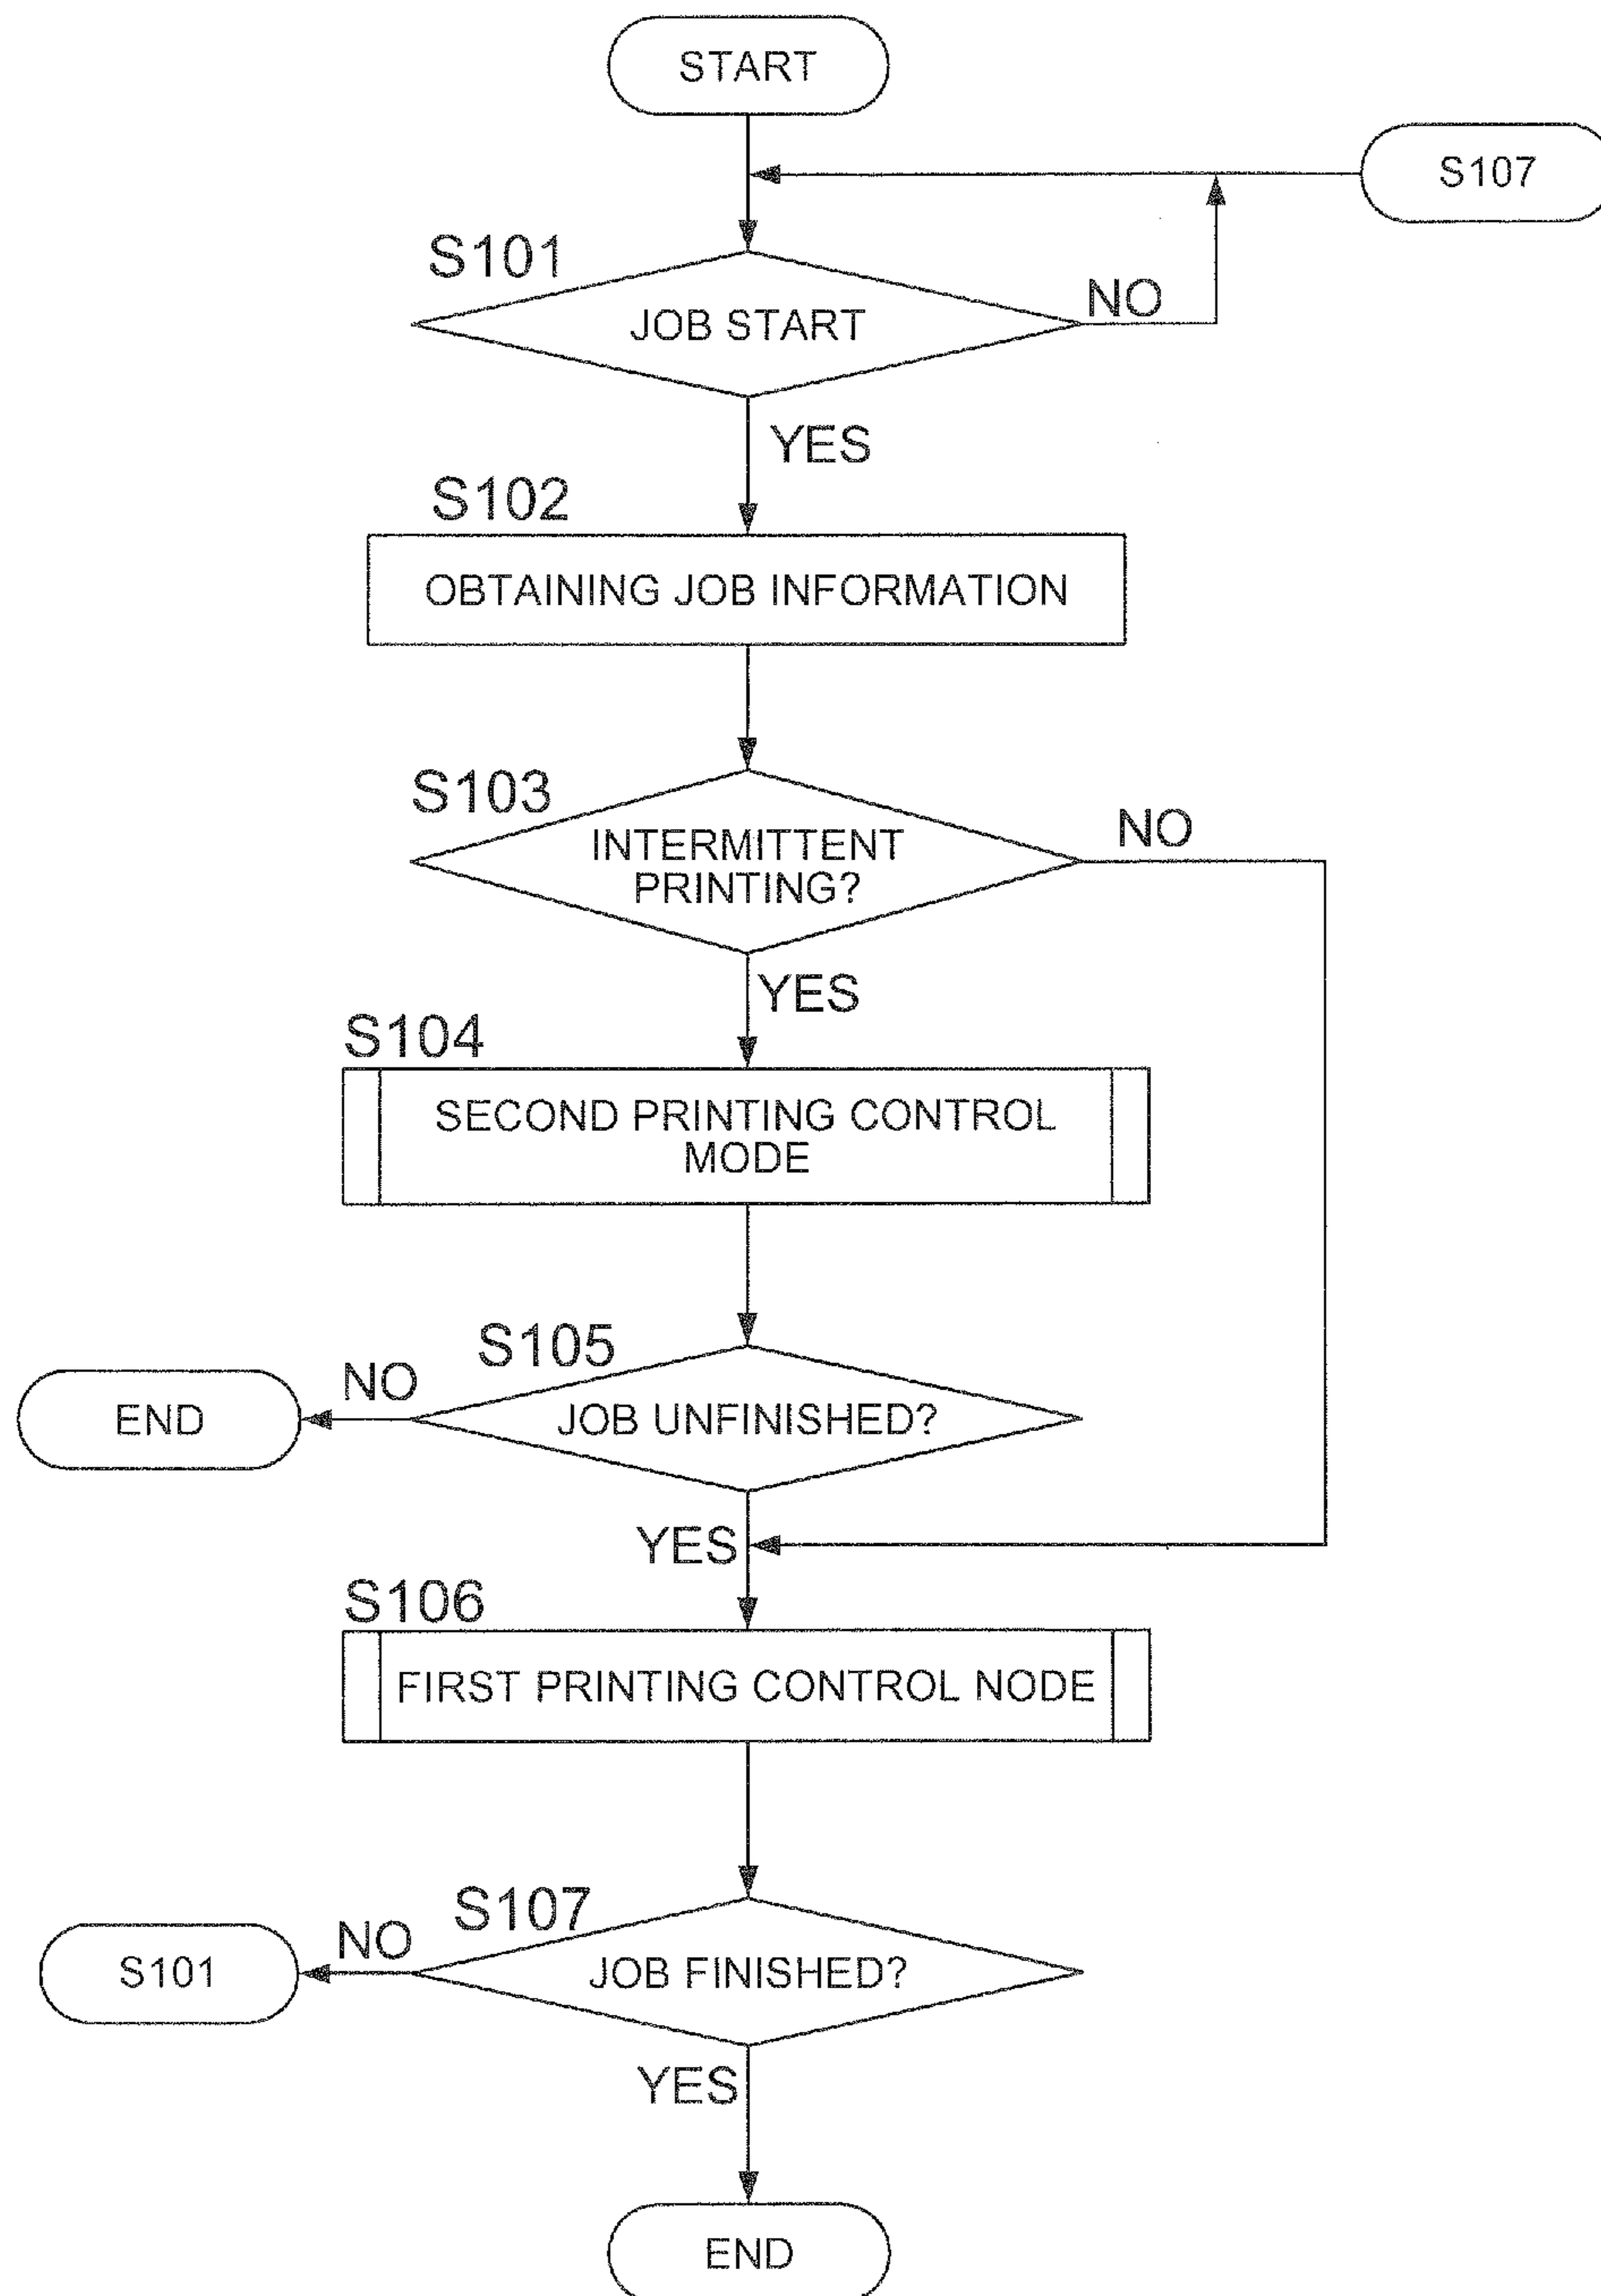 START
S107
S101
JOB START
NO
YES
S102
OBTAINING JOB INFORMATION
S103
INTERMITTENT
PRINTING?
NO
YES
S104
SECOND PRINTING CONTROL
MODE
S105
NO
END
JOB UNFINISHED?
YES
S106
FIRST PRINTING CONTROL NODE
S107
NO
S101
JOB FINISHED?
YES
END